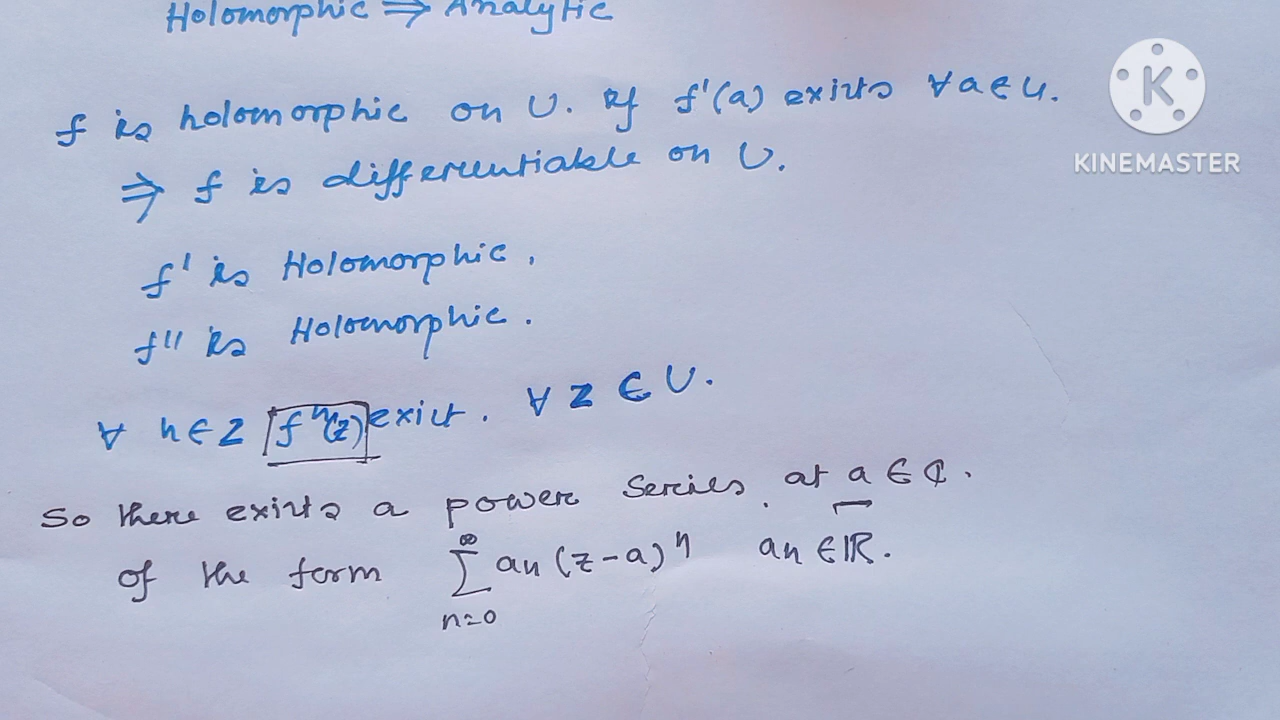 Holomorphic ⇒ Analytic
f is holomorphic on U. If f'(a) exists ∀ a ∈ U.
⇒ f is differentiable on U.
f' is Holomorphic.
f'' is Holomorphic.
∀ n ∈ Z f^n(z) exist. ∀ z ∈ U.
So there exists a power series. at a ∈ ℂ.
of the form ∑_{n=0}^{∞} an (z-a)^n an ∈ ℝ.
K
KINEMASTER